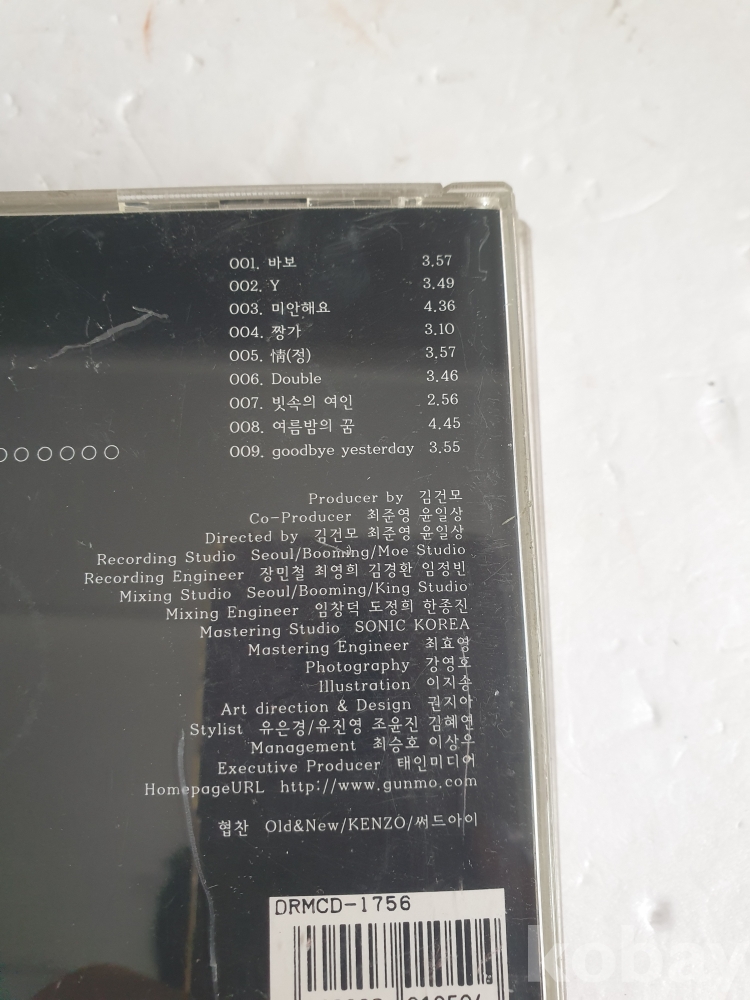 001. 바보 3.57
002. Y 3.49
003. 미안해요 4.36
004. 짱가 3.10
005. 情(정) 3.57
006. Double 3.46
007. 빗속의 여인 2.56
008. 여름밤의 꿈 4.45
009. goodbye yesterday 3.55
Producer by 김건모
Co-Producer 최준영 윤일상
Directed by 김건모 최준영 윤일상
Recording Studio Seoul/Booming/Moe Studio
Recording Engineer 장민철 최영희 김경환 임정빈
Mixing Studio Seoul/Booming/King Studio
Mixing Engineer 임창덕 도정희 한종진
Mastering Studio SONIC KOREA
Mastering Engineer 최효영
Photography 강영호
Illustration 이지송
Art direction & Design 권지아
Stylist 유은경/유진영 조윤진 김혜연
Management 최승호 이상우
Executive Producer 태인미디어
HomepageURL http://www.gunmo.com
협찬 Old&New/KENZO/써드아이
DRMCD-1756
kobay